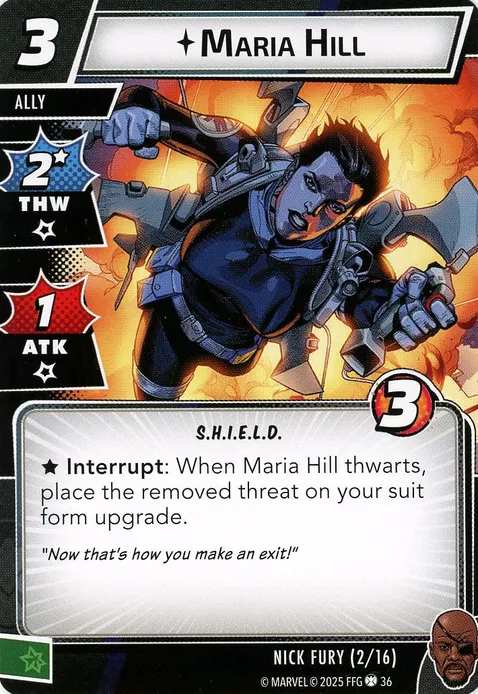 3
MARIA HILL
ALLY
2
THW
1
ATK
3
S.H.I.E.L.D.
Interrupt: When Maria Hill thwarts,
place the removed threat on your suit
form upgrade.
"Now that's how you make an exit!"
NICK FURY (2/16)
© MARVEL © 2025 FFG 36